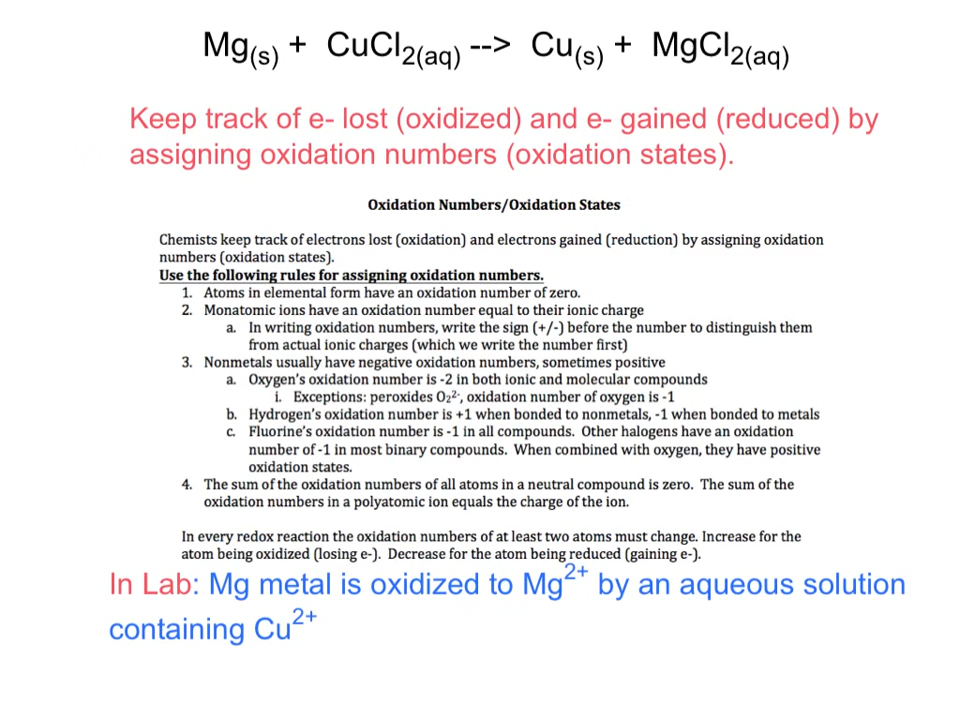 Mg(s) + CuCl2(aq) --> Cu(s) + MgCl2(aq)
Keep track of e- lost (oxidized) and e- gained (reduced) by
assigning oxidation numbers (oxidation states).
Oxidation Numbers/Oxidation States
Chemists keep track of electrons lost (oxidation) and electrons gained (reduction) by assigning oxidation
numbers (oxidation states).
Use the following rules for assigning oxidation numbers.
1. Atoms in elemental form have an oxidation number of zero.
2. Monatomic ions have an oxidation number equal to their ionic charge
a. In writing oxidation numbers, write the sign (+/-) before the number to distinguish them
from actual ionic charges (which we write the number first)
3. Nonmetals usually have negative oxidation numbers, sometimes positive
a. Oxygen's oxidation number is -2 in both ionic and molecular compounds
i. Exceptions: peroxides O₂²⁻, oxidation number of oxygen is -1
b. Hydrogen's oxidation number is +1 when bonded to nonmetals, -1 when bonded to metals
c. Fluorine's oxidation number is -1 in all compounds. Other halogens have an oxidation
number of -1 in most binary compounds. When combined with oxygen, they have positive
oxidation states.
4. The sum of the oxidation numbers of all atoms in a neutral compound is zero. The sum of the
oxidation numbers in a polyatomic ion equals the charge of the ion.
In every redox reaction the oxidation numbers of at least two atoms must change. Increase for the
atom being oxidized (losing e-). Decrease for the atom being reduced (gaining e-).
In Lab: Mg metal is oxidized to Mg²⁺ by an aqueous solution
containing Cu²⁺